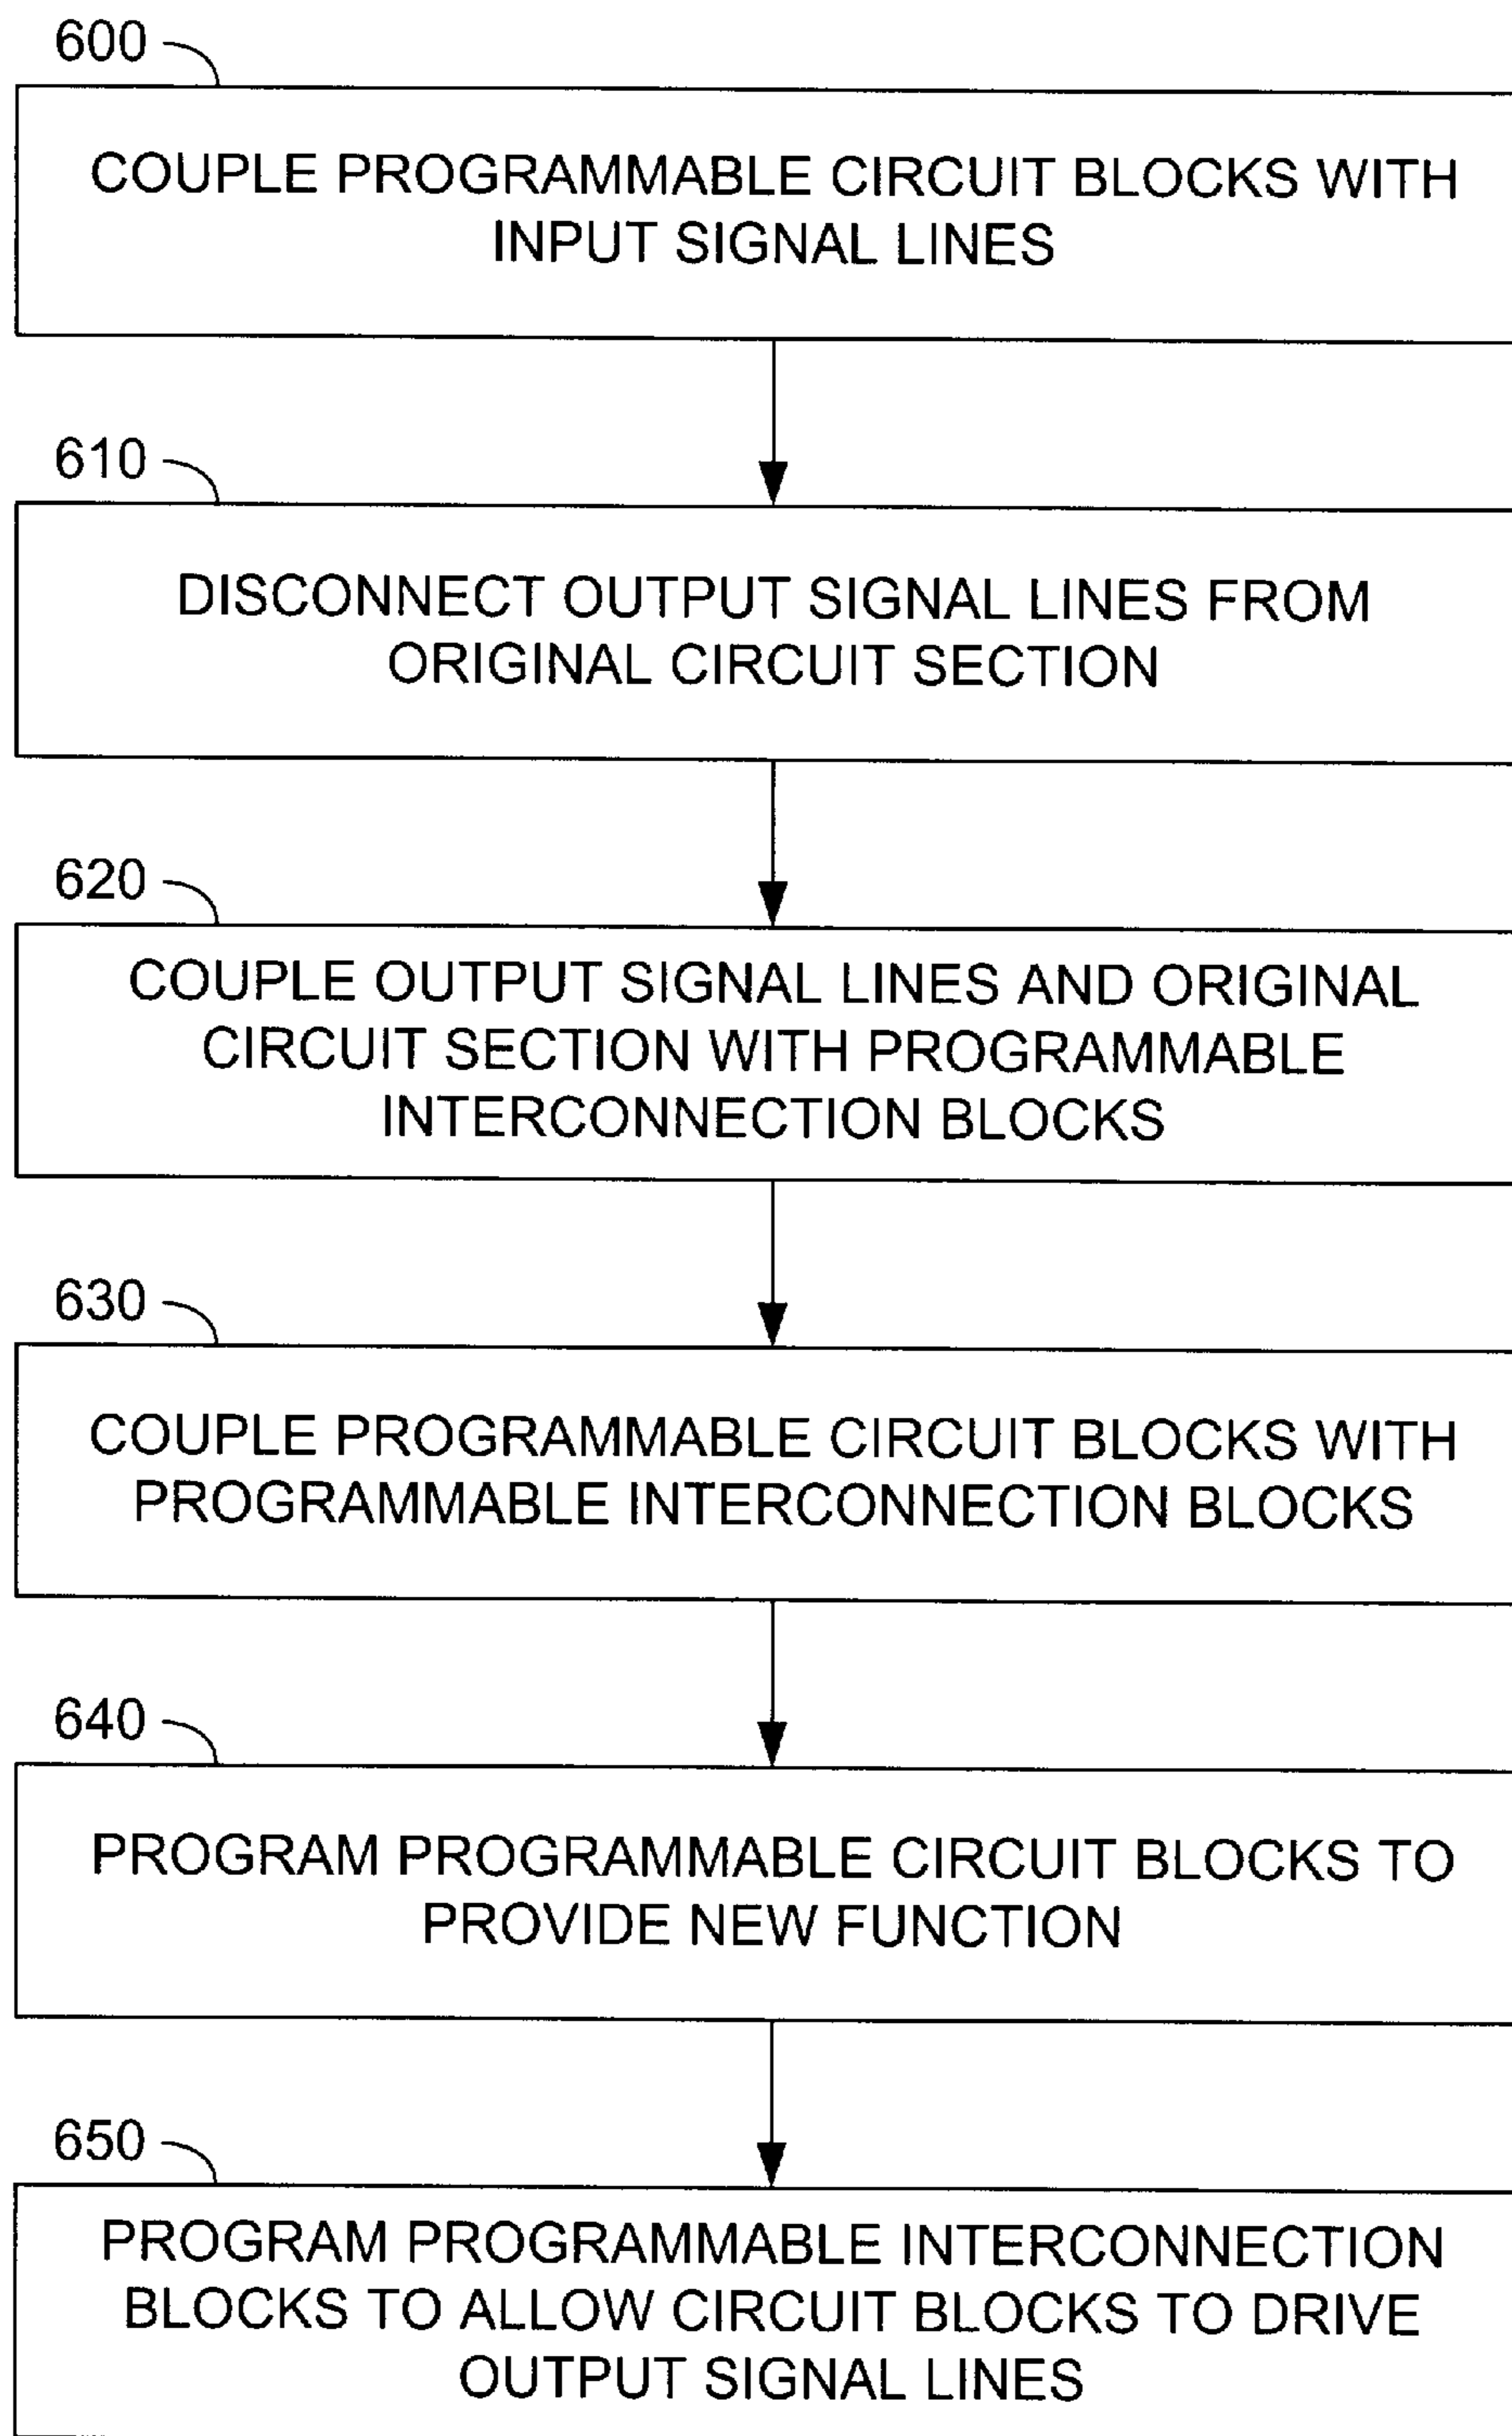 600
COUPLE PROGRAMMABLE CIRCUIT BLOCKS WITH
INPUT SIGNAL LINES
610
DISCONNECT OUTPUT SIGNAL LINES FROM
ORIGINAL CIRCUIT SECTION
620
COUPLE OUTPUT SIGNAL LINES AND ORIGINAL
CIRCUIT SECTION WITH PROGRAMMABLE
INTERCONNECTION BLOCKS
630
COUPLE PROGRAMMABLE CIRCUIT BLOCKS WITH
PROGRAMMABLE INTERCONNECTION BLOCKS
640
PROGRAM PROGRAMMABLE CIRCUIT BLOCKS TO
PROVIDE NEW FUNCTION
650
PROGRAM PROGRAMMABLE INTERCONNECTION
BLOCKS TO ALLOW CIRCUIT BLOCKS TO DRIVE
OUTPUT SIGNAL LINES